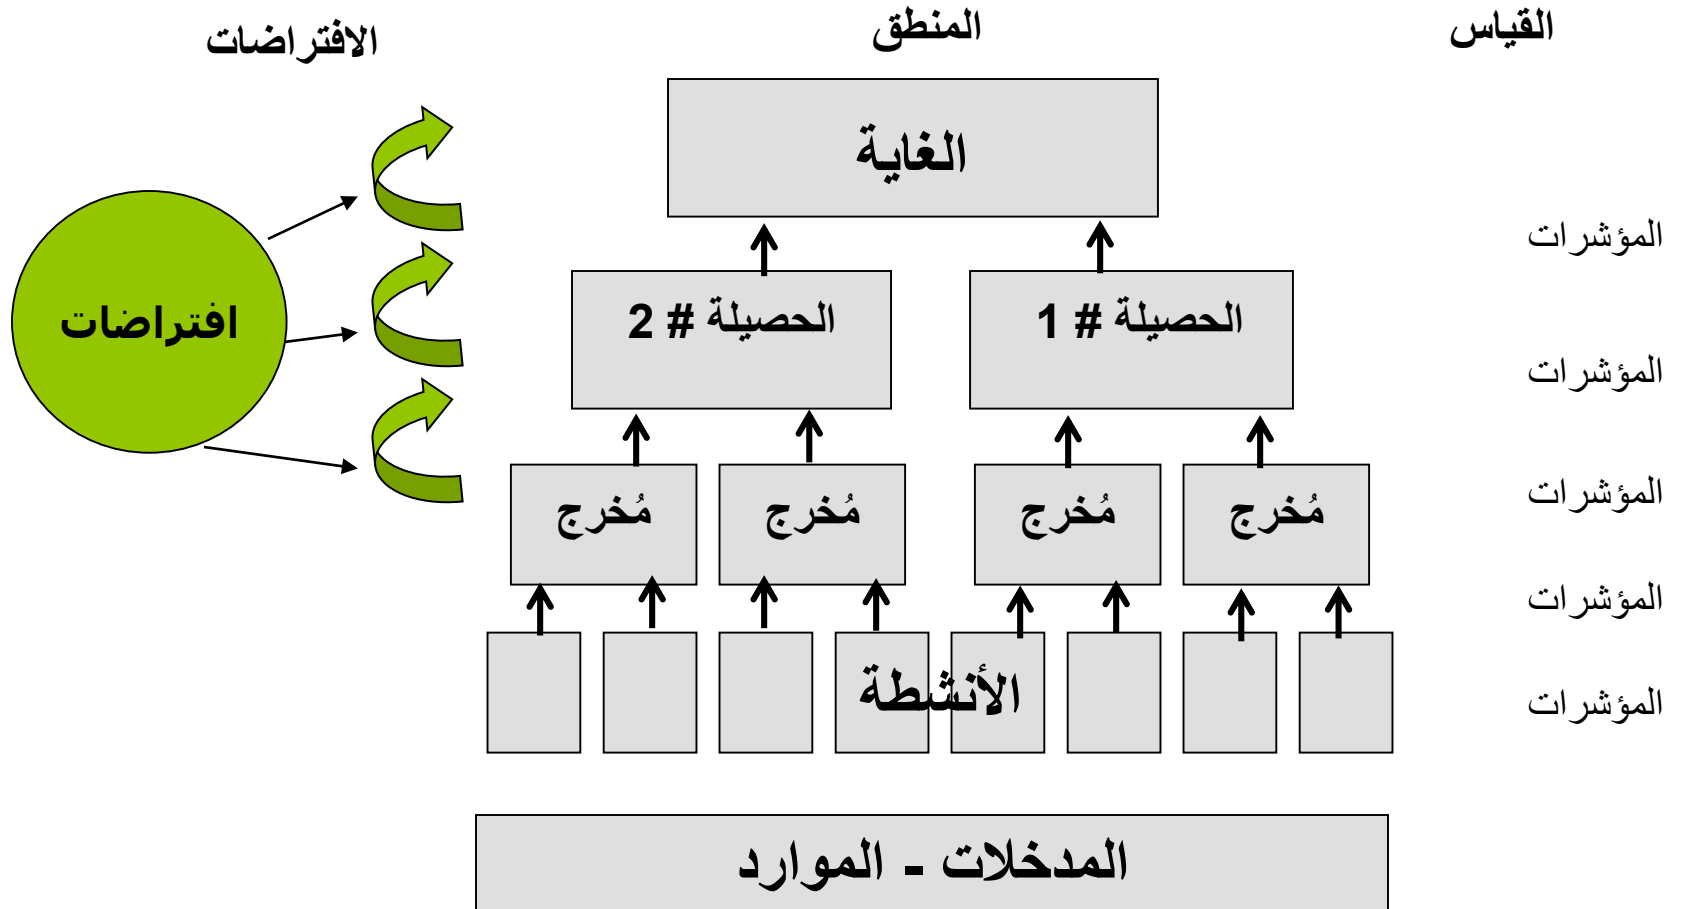 القياس
المنطق
الافتراضات
الغاية
المؤشرات
الحصيلة # 1
الحصيلة # 2
افتراضات
المؤشرات
مُخرج
مُخرج
مُخرج
مُخرج
المؤشرات
المؤشرات
الأنشطة
المؤشرات
المدخلات - الموارد